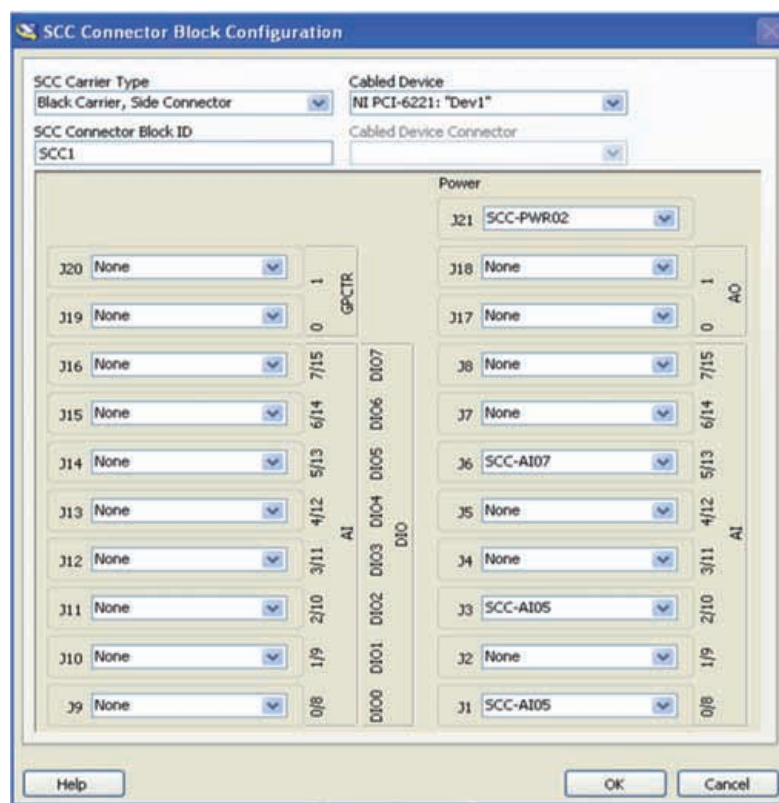 SCC Connector Block Configuration
SCC Carrier Type
Cabled Device
Black Carrier, Side Connector
NI PCI-6221: "Dev1"
SCC Connector Block ID
Cabled Device Connector
SCC1
Power
J21 SCC-PWR02
J20 None
1
J18 None
1
GPCTR
AO
J19 None
0
J17 None
0
J16 None
7/15
DIO7
J8 None
7/15
J15 None
6/14
DIO6
J7 None
6/14
J14 None
5/13
DIO5
J6 SCC-AI07
5/13
J13 None
4/12
DIO4
J5 None
4/12
AI
DIO
AI
J12 None
3/11
DIO3
J4 None
3/11
J11 None
2/10
DIO2
J3 SCC-AI05
2/10
J10 None
1/9
DIO1
J2 None
1/9
J9 None
0/8
DIO0
J1 SCC-AI05
0/8
Help
OK
Cancel